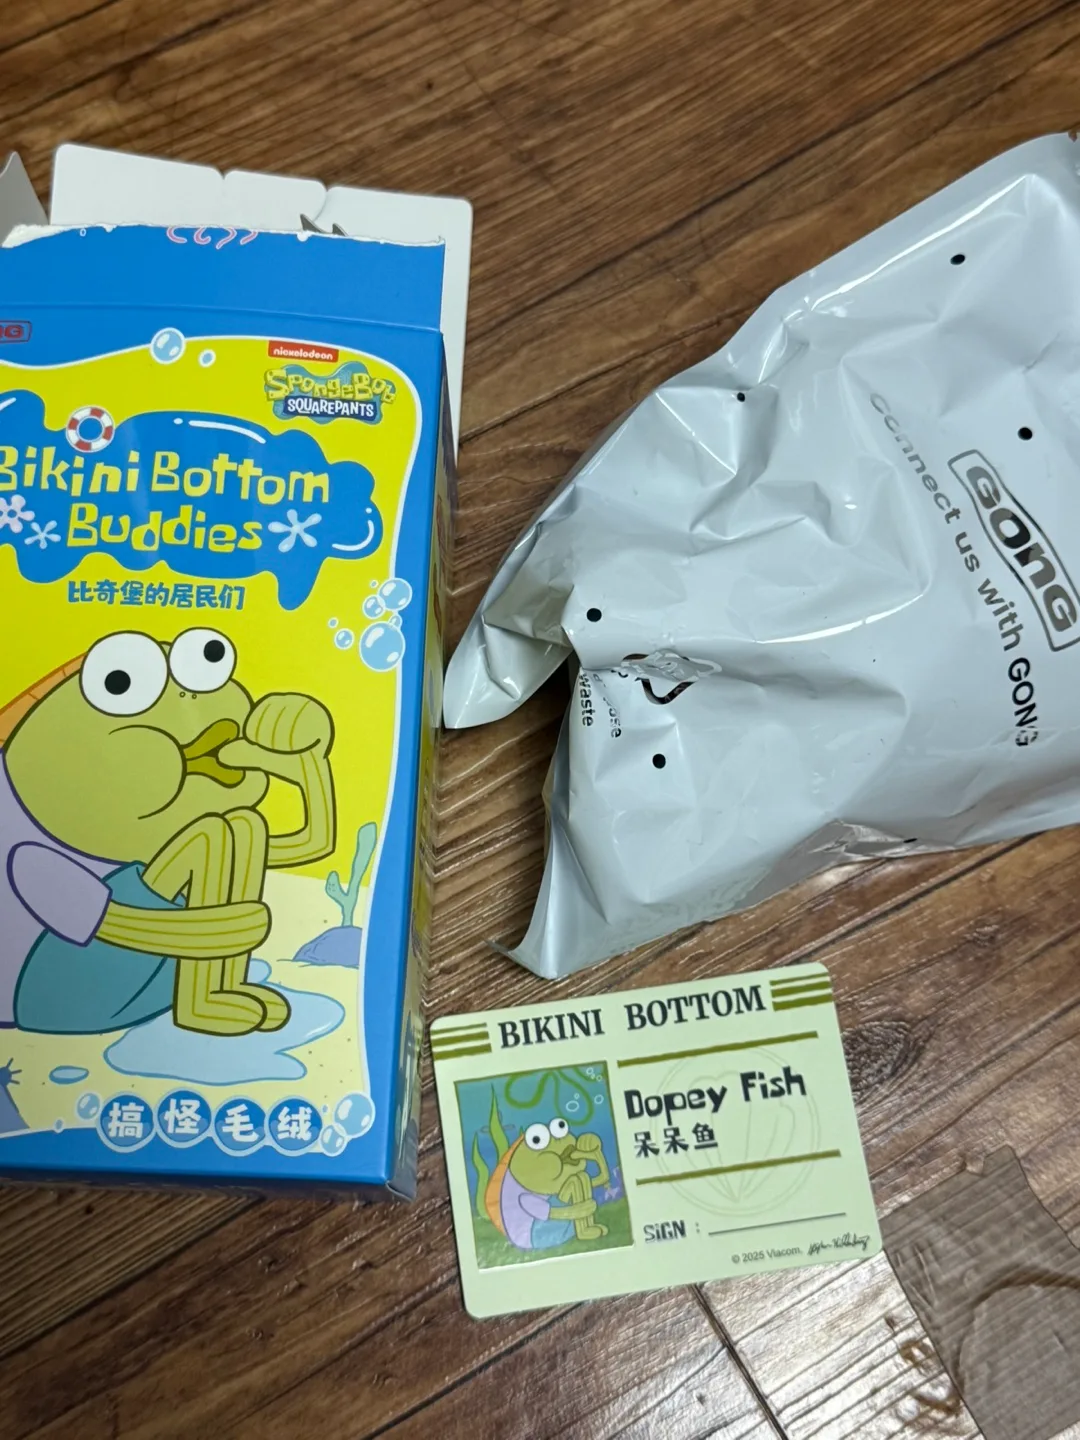 nickelodeon
SpongeBob
SQUAREPANTS
Bikini Bottom
Buddies
比奇堡的居民们
搞怪毛绒
GONG
connect us with GONG
waste
BIKINI BOTTOM
Dopey Fish
呆呆鱼
SIGN :
© 2025 Viacom.